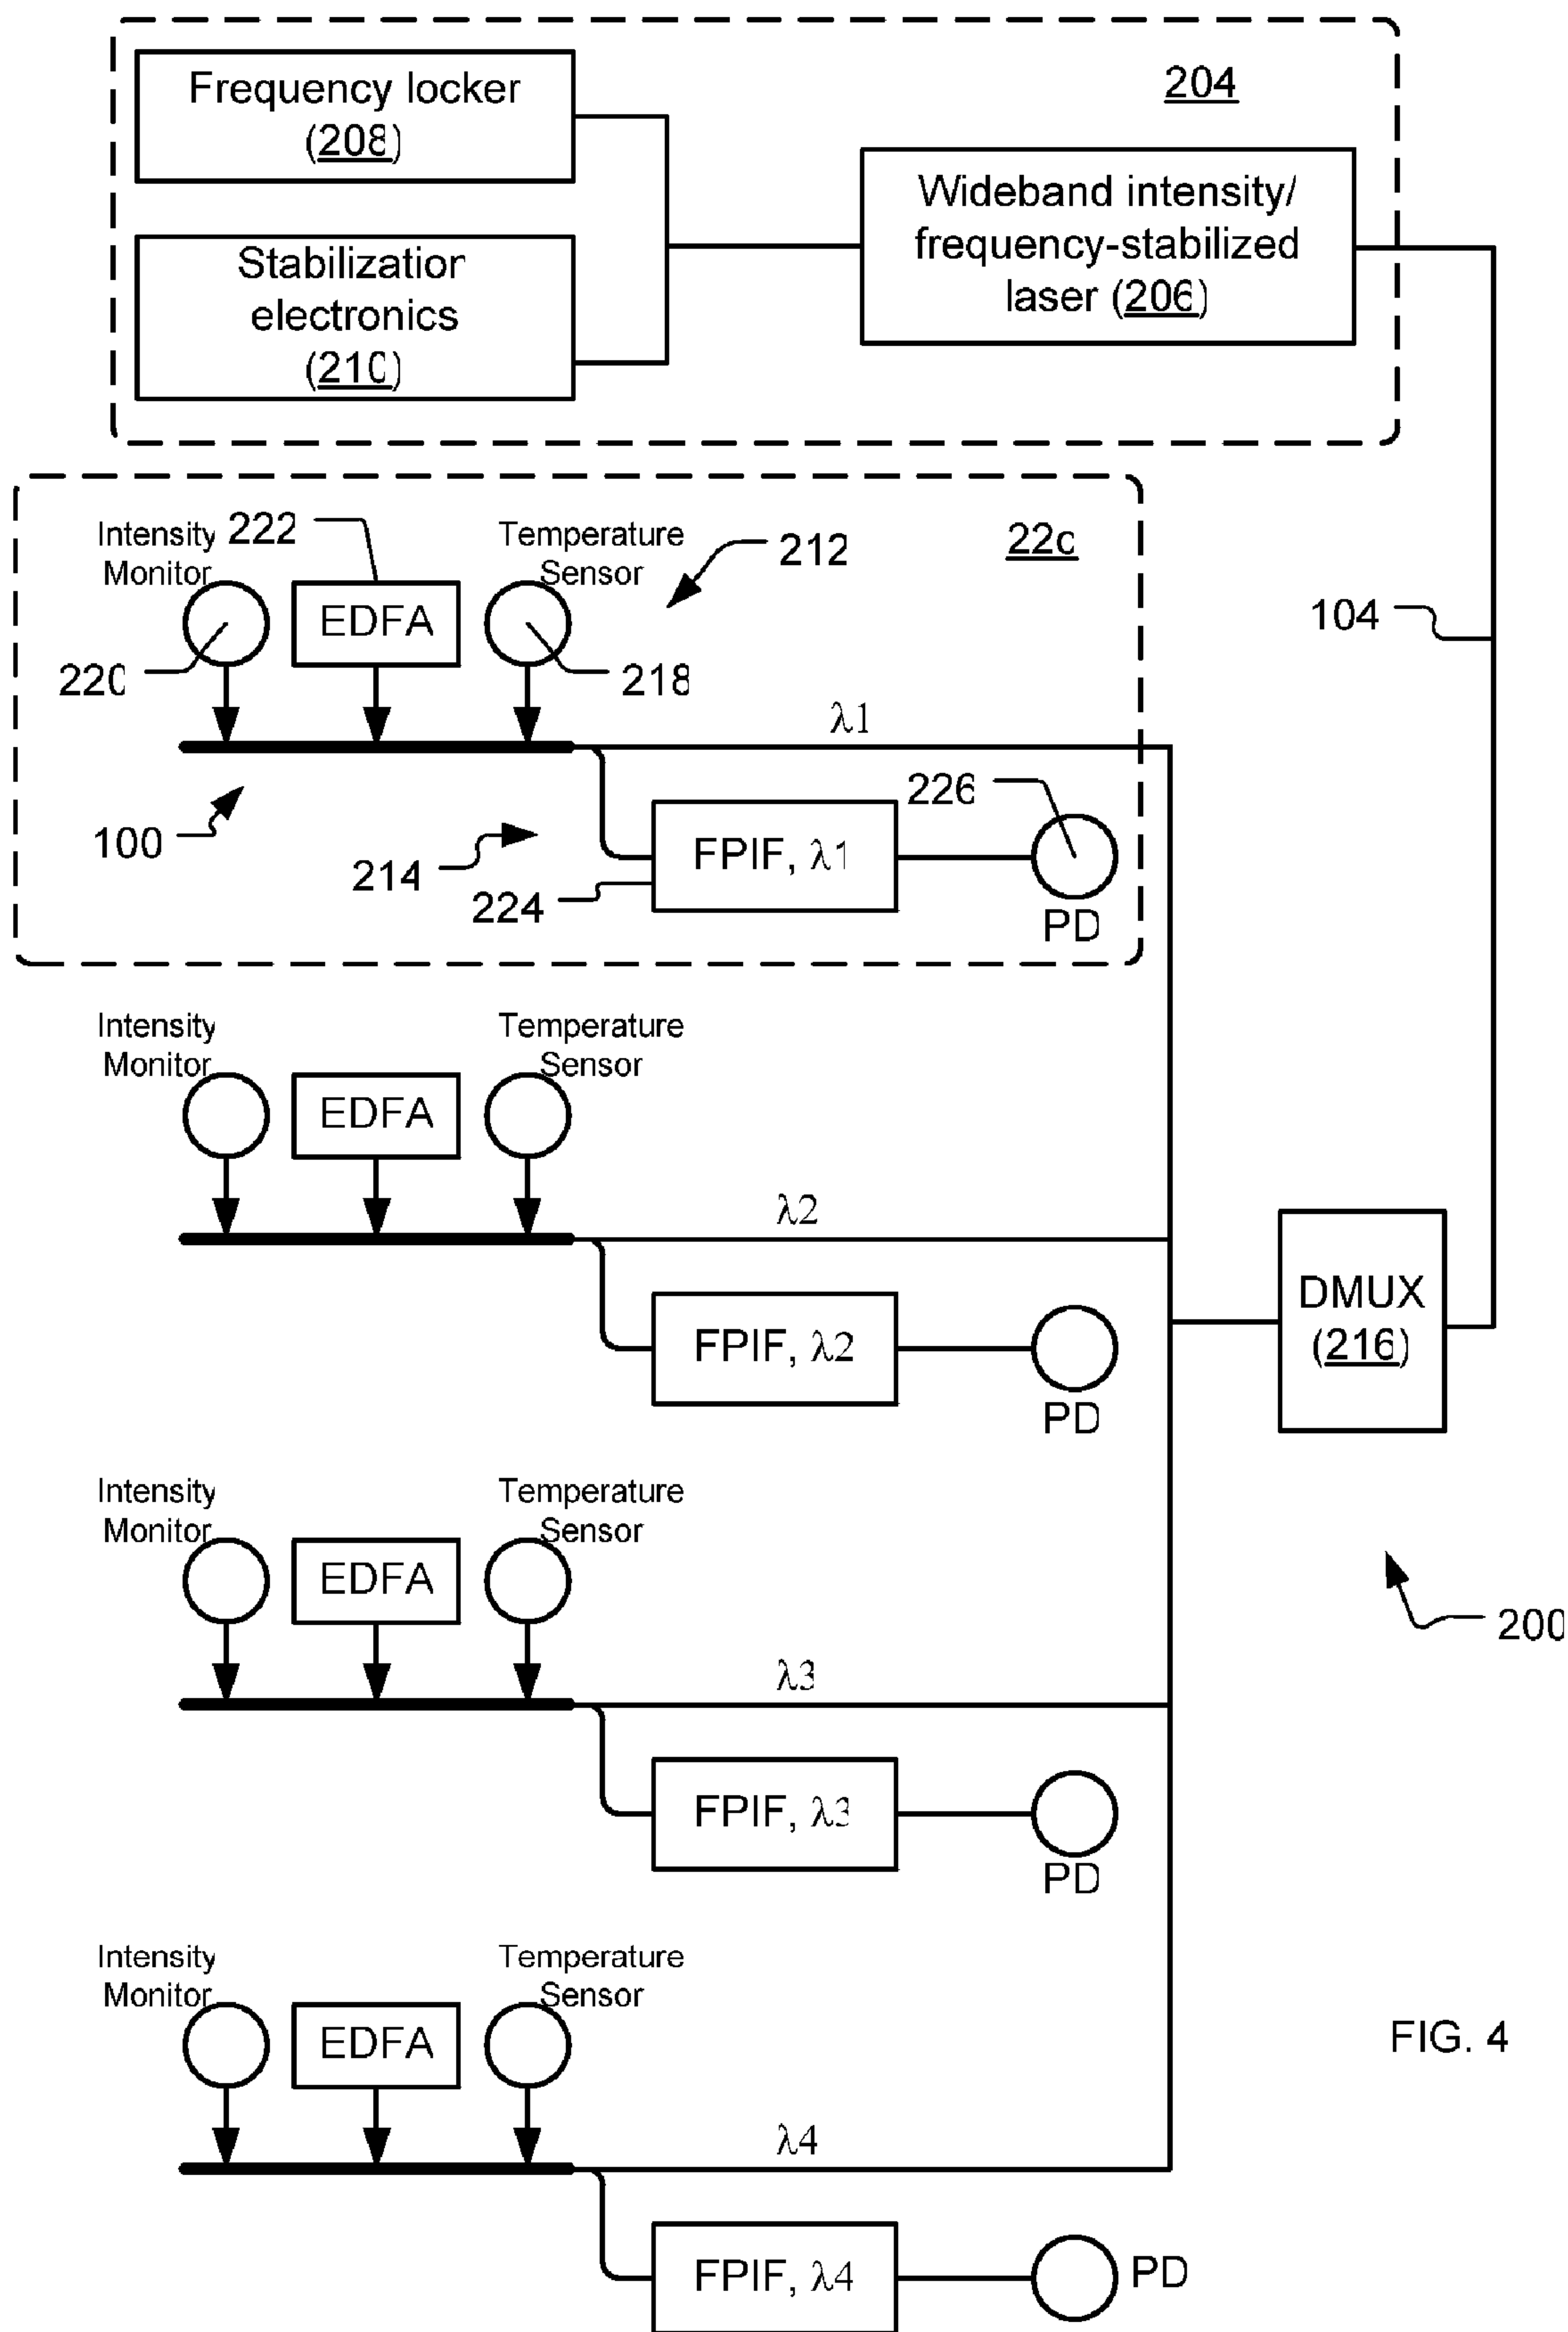 Frequency locker
(208)
204
Wideband intensity/
frequency-stabilized
laser (206)
Stabilization
electronics
(210)
Intensity
Monitor
222
EDFA
Temperature
Sensor
212
22c
104
220
218
λ1
226
100
214
FPIF, λ1
224
PD
Intensity
Monitor
EDFA
Temperature
Sensor
λ2
DMUX
(216)
FPIF, λ2
PD
Intensity
Monitor
EDFA
Temperature
Sensor
200
λ3
FPIF, λ3
PD
Intensity
Monitor
EDFA
Temperature
Sensor
FIG. 4
λ4
FPIF, λ4
PD